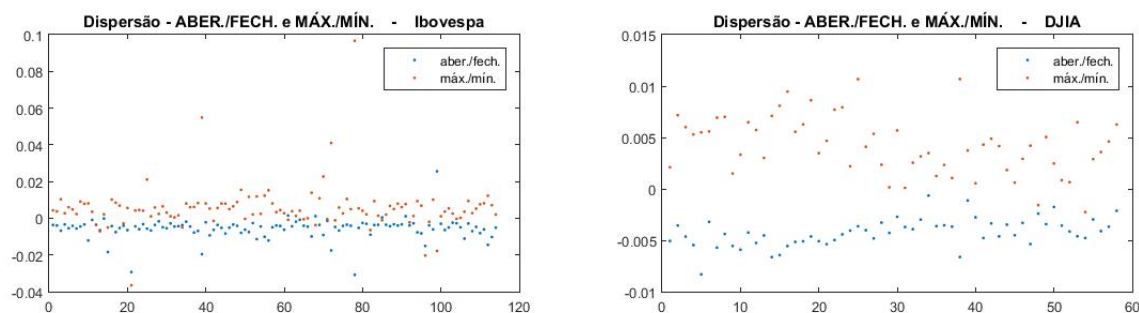 Dispersão - ABER./FECH. e MÁX./MÍN. - Ibovespa
0.1
0.08
0.06
0.04
0.02
0
-0.02
-0.04
0 20 40 60 80 100 120
aber./fech.
máx./mín.
Dispersão - ABER./FECH. e MÁX./MÍN. - DJIA
0.015
0.01
0.005
0
-0.005
-0.01
0 10 20 30 40 50 60
aber./fech.
máx./mín.